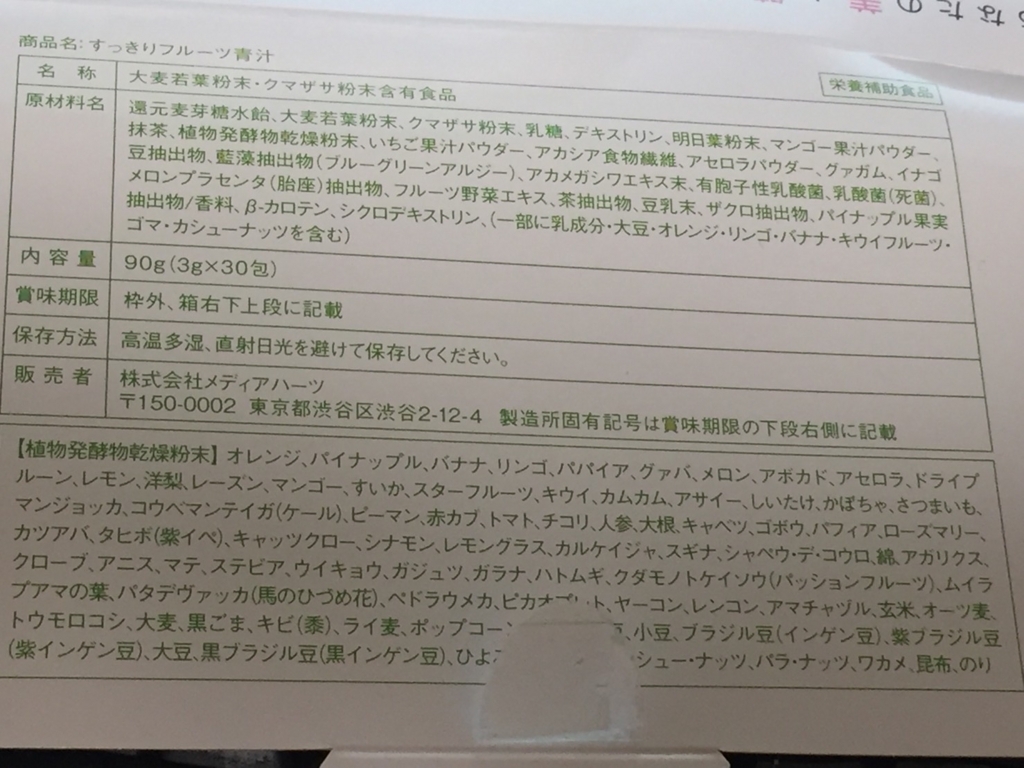 なたの美
商品名:すっきりフルーツ青汁
栄養補助食品
名 称 大麦若葉粉末・クマザサ粉末含有食品
原材料名 還元麦芽糖水飴、大麦若葉粉末、クマザサ粉末、乳糖、デキストリン、明日葉粉末、マンゴー果汁パウダー、
抹茶、植物発酵物乾燥粉末、いちご果汁パウダー、アカシア食物繊維、アセロラパウダー、グァガム、イナゴ
豆抽出物、藍藻抽出物(ブルーグリーンアルジー)、アカメガシワエキス末、有胞子性乳酸菌、乳酸菌(死菌)、
メロンプラセンタ(胎座)抽出物、フルーツ野菜エキス、茶抽出物、豆乳末、ザクロ抽出物、パイナップル果実
抽出物/香料、β-カロテン、シクロデキストリン、(一部に乳成分・大豆・オレンジ・リンゴ・バナナ・キウイフルーツ・
ゴマ・カシューナッツを含む)
内容量 90g(3g×30包)
賞味期限 枠外、箱右下上段に記載
保存方法 高温多湿、直射日光を避けて保存してください。
販売者 株式会社メディアハーツ
〒150-0002 東京都渋谷区渋谷2-12-4 製造所固有記号は賞味期限の下段右側に記載
【植物発酵物乾燥粉末】オレンジ、パイナップル、バナナ、リンゴ、パパイア、グァバ、メロン、アボカド、アセロラ、ドライプ
ルーン、レモン、洋梨、レーズン、マンゴー、すいか、スターフルーツ、キウイ、カムカム、アサイー、しいたけ、かぼちゃ、さつまいも、
マンジョッカ、コウベマンテイガ(ケール)、ピーマン、赤カブ、トマト、チコリ、人参、大根、キャベツ、ゴボウ、パフィア、ローズマリー、
カツアバ、タヒボ(紫イペ)、キャッツクロー、シナモン、レモングラス、カルケイジャ、スギナ、シャペウ・デ・コウロ、綿、アガリクス、
クローブ、アニス、マテ、ステビア、ウイキョウ、ガジュツ、ガラナ、ハトムギ、クダモノトケイソウ(パッションフルーツ)、ムイラ
プアマの葉、パタデヴァッカ(馬のひづめ花)、ペドラウメカ、ピカオプレト、ヤーコン、レンコン、アマチャヅル、玄米、オーツ麦、
トウモロコシ、大麦、黒ごま、キビ(黍)、ライ麦、ポップコーン 豆、小豆、ブラジル豆(インゲン豆)、紫ブラジル豆
(紫インゲン豆)、大豆、黒ブラジル豆(黒インゲン豆)、ひよこ シュー・ナッツ、パラ・ナッツ、ワカメ、昆布、のり